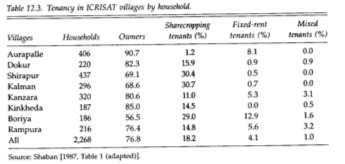 Table 12.3. Tenancy in ICRISAT villages by household.
Villages Households Owners Sharecropping tenants (%) Fixed-rent tenants (%) Mixed tenants (%)
Aurapalle 406 90.7 1.2 8.1 0.0
Dokur 220 82.3 15.9 0.9 0.9
Shirapur 437 69.1 30.4 0.5 0.0
Kalman 296 68.6 30.7 0.7 0.0
Kanzara 320 80.6 11.0 5.3 3.1
Kinkheda 187 85.0 14.5 0.0 0.5
Boriya 186 56.5 29.0 12.9 1.6
Rampura 216 76.4 14.8 5.6 3.2
All 2,268 76.8 18.2 4.1 1.0
Source: Shaban [1987, Table 1 (adapted)].